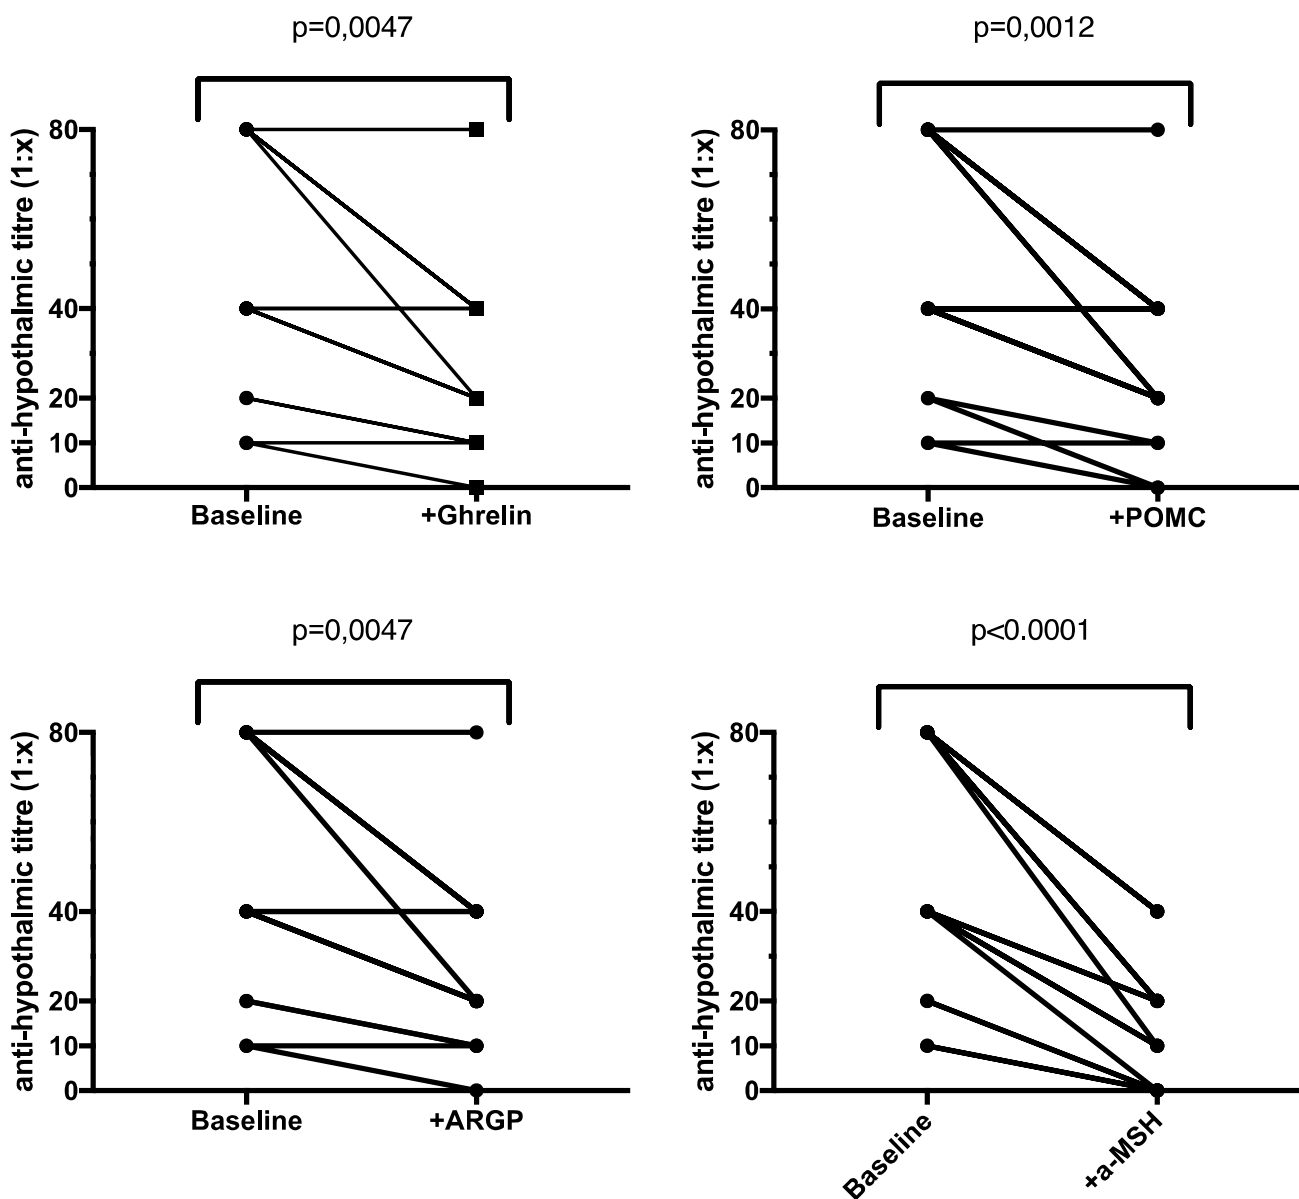 p=0,0047
anti-hypothalmic titre (1:x)
80
40
20
10
0
Baseline
+Ghrelin
p=0,0012
anti-hypothalmic titre (1:x)
80
40
20
10
0
Baseline
+POMC
p=0,0047
anti-hypothalmic titre (1:x)
80
40
20
10
0
Baseline
+ARGP
p<0.0001
anti-hypothalmic titre (1:x)
80
40
20
10
0
Baseline
+a-MSH